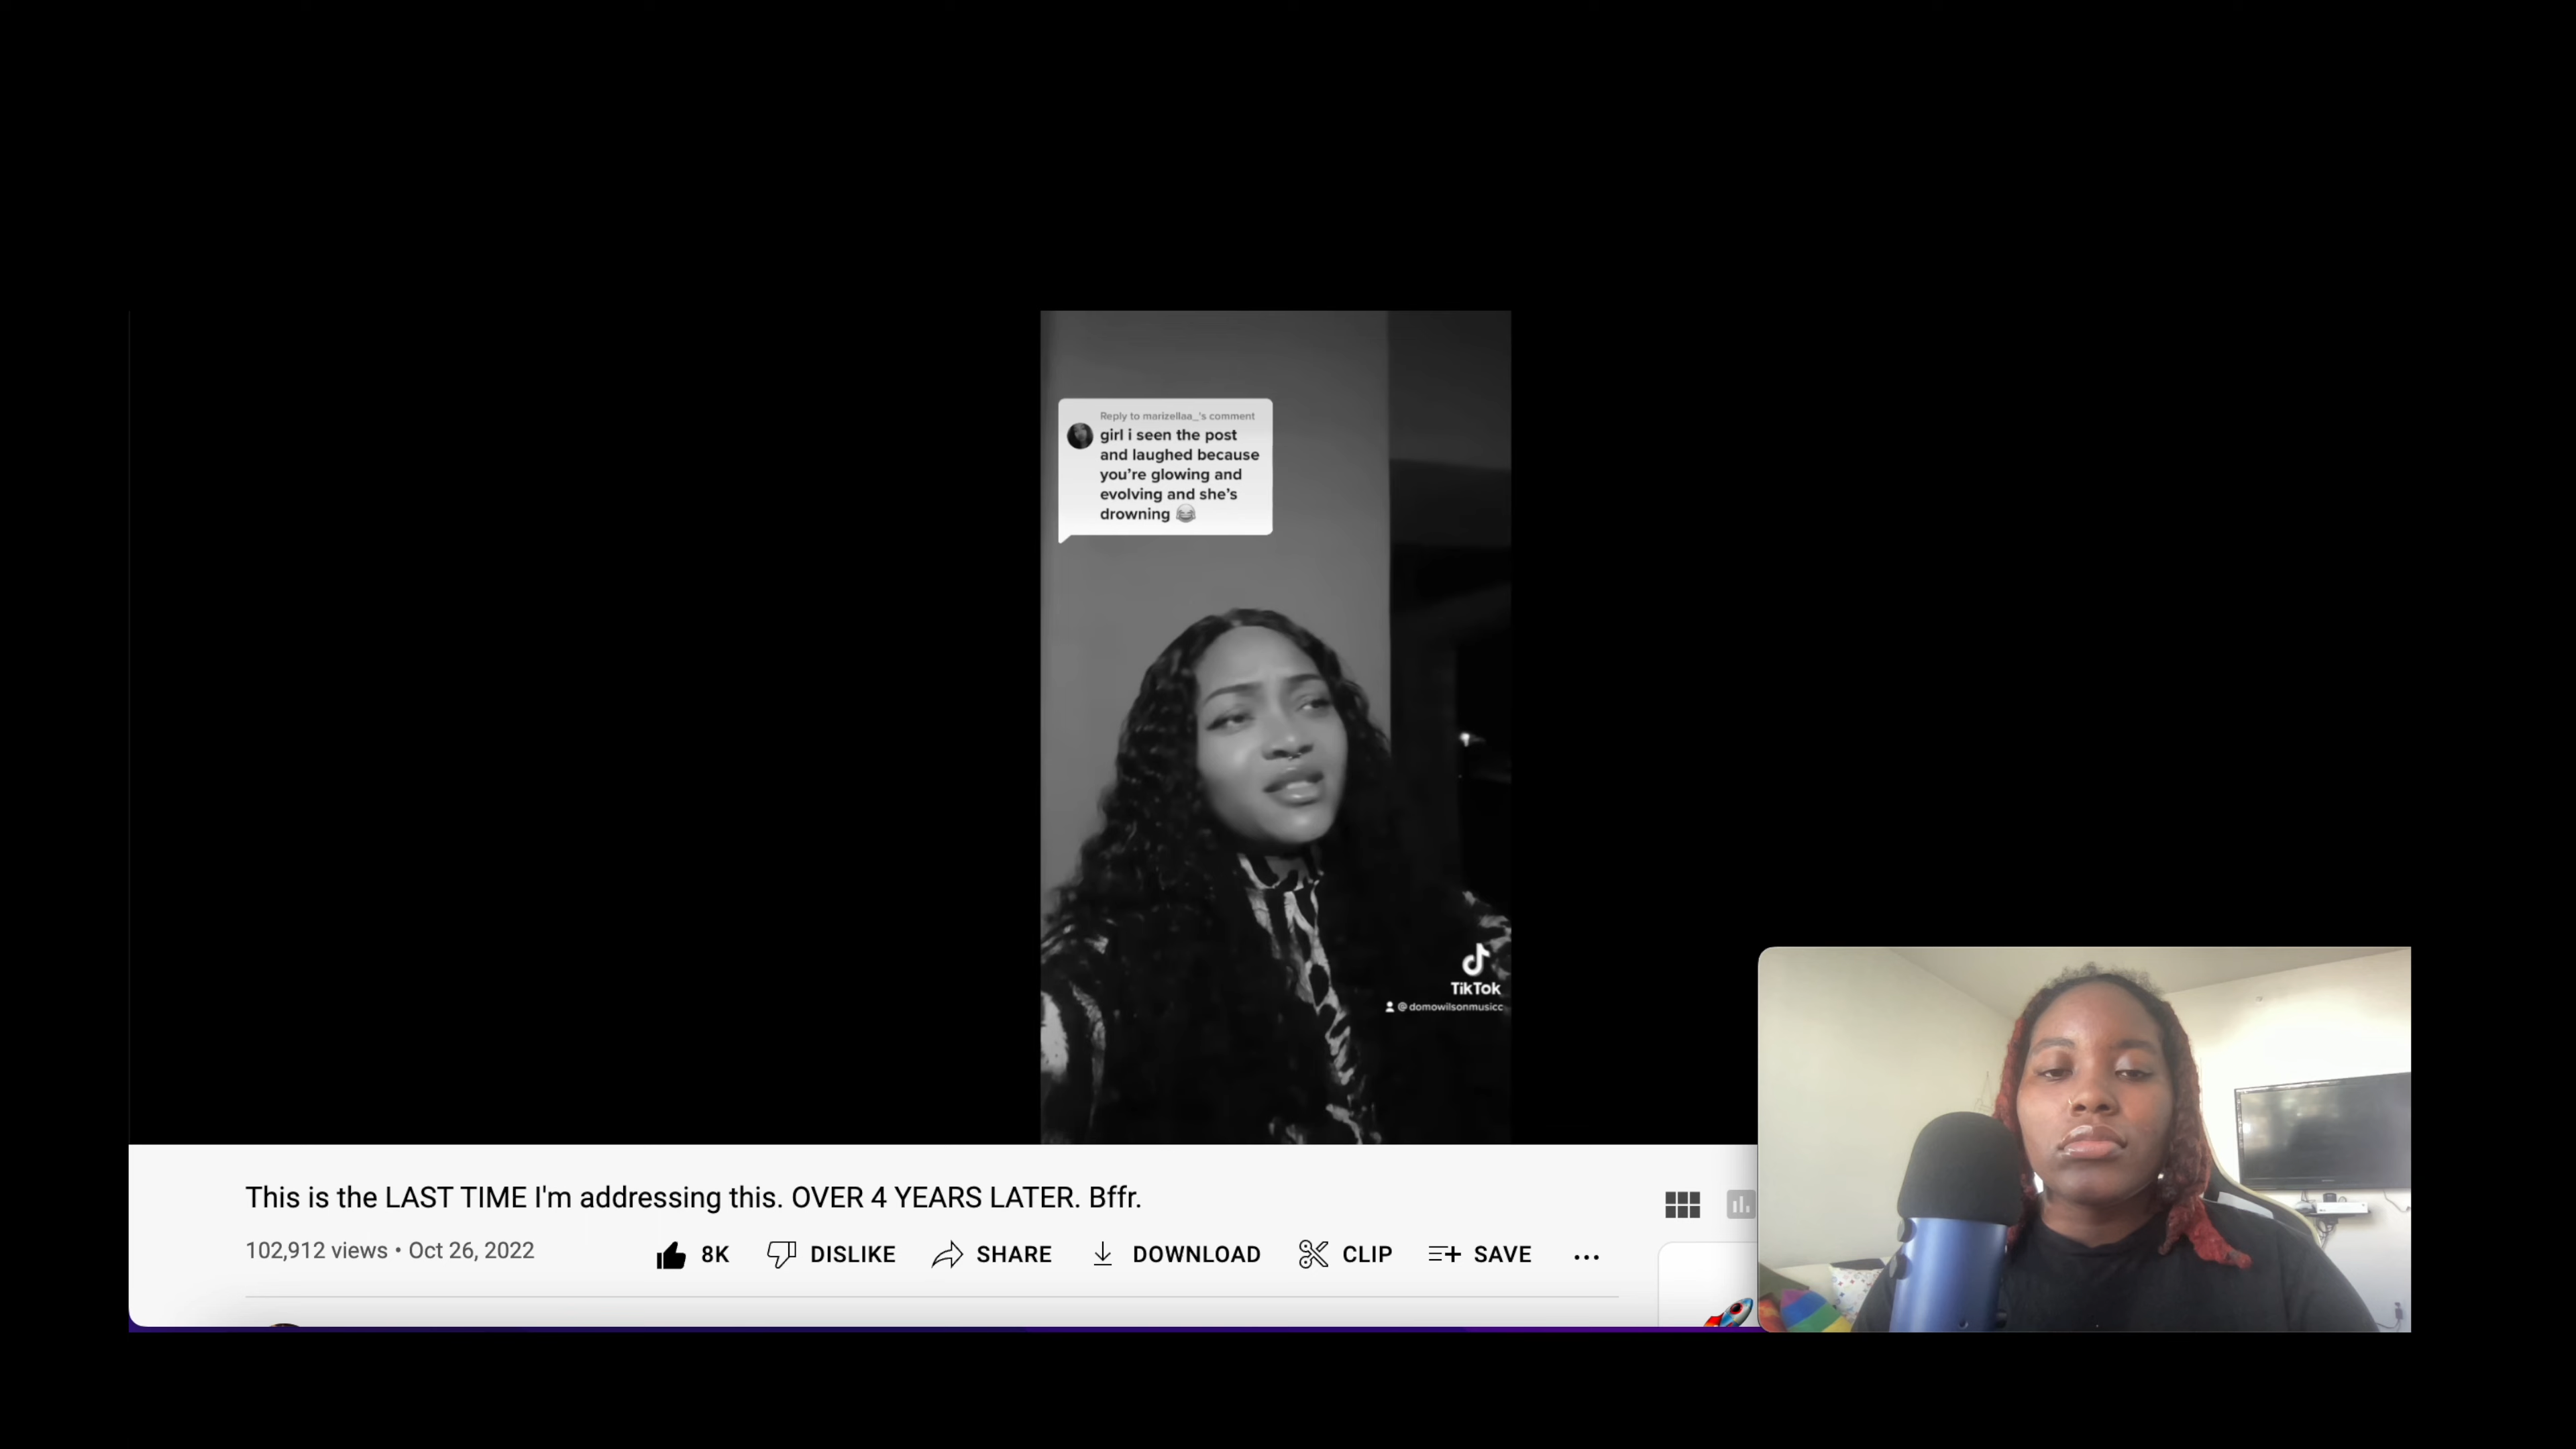 Reply to marizellaa_'s comment
girl i seen the post
and laughed because
you're glowing and
evolving and she's
drowning 😂
TikTok
@domowilsonmusicc
This is the LAST TIME I'm addressing this. OVER 4 YEARS LATER. Bffr.
102,912 views • Oct 26, 2022 8K DISLIKE SHARE DOWNLOAD CLIP SAVE ...